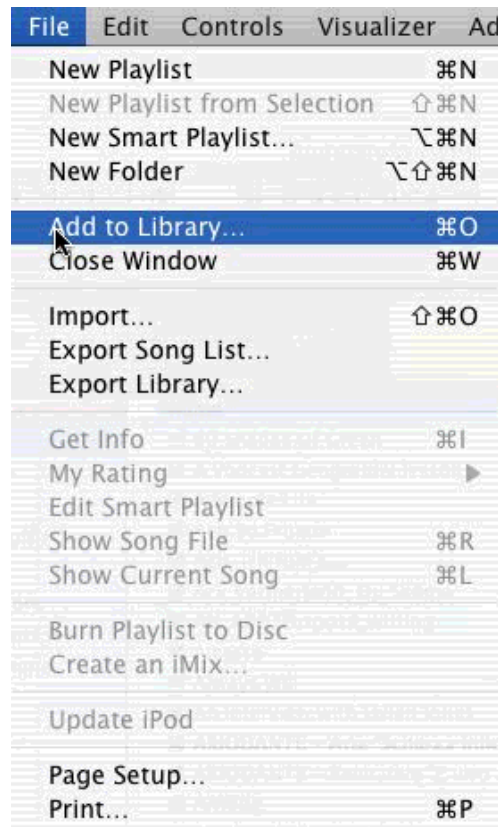 File Edit Controls Visualizer Ad
New Playlist ⌘N
New Playlist from Selection ⇧⌘N
New Smart Playlist... ⌥⌘N
New Folder ⌥⇧⌘N
Add to Library... ⌘O
Close Window ⌘W
Import... ⇧⌘O
Export Song List...
Export Library...
Get Info ⌘I
My Rating ▶
Edit Smart Playlist
Show Song File ⌘R
Show Current Song ⌘L
Burn Playlist to Disc
Create an iMix...
Update iPod
Page Setup...
Print... ⌘P